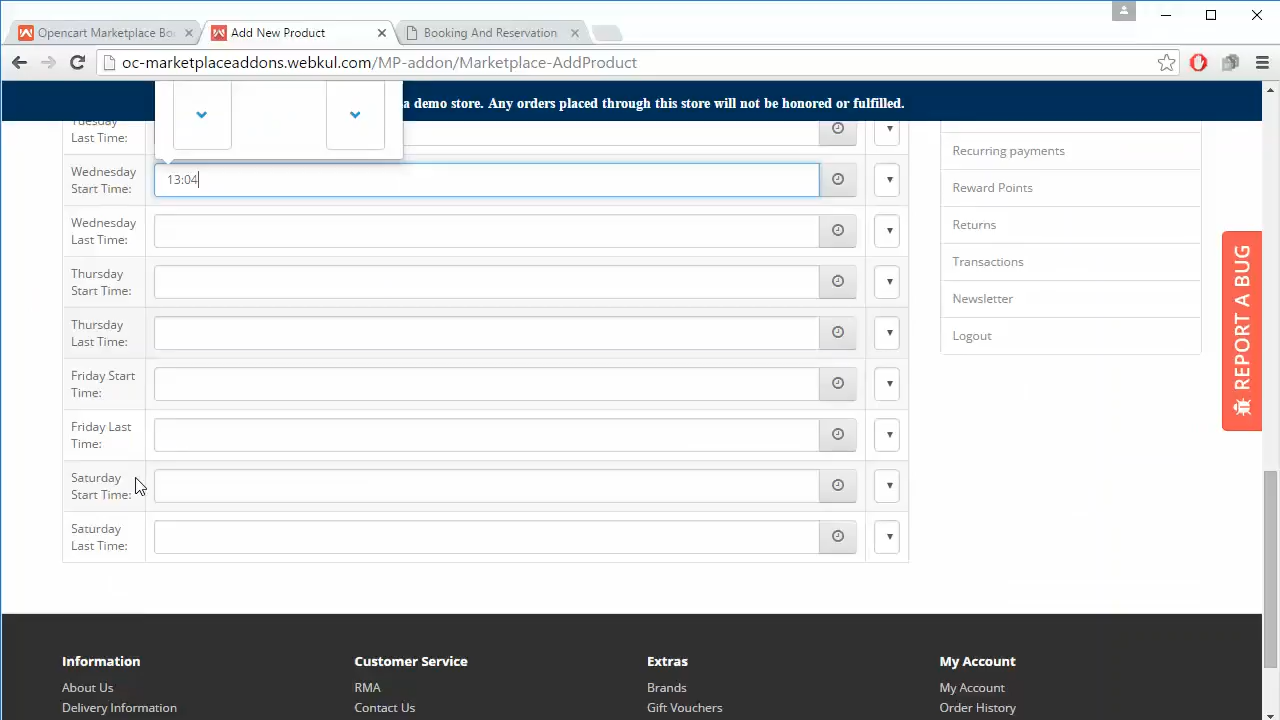 Opencart Marketplace Bo
Add New Product
Booking And Reservation
oc-marketplaceaddons.webkul.com/MP-addon/Marketplace-AddProduct
a demo store. Any orders placed through this store will not be honored or fulfilled.
Tuesday
Last Time:
Wednesday
Start Time:
13:04
Wednesday
Last Time:
Thursday
Start Time:
Thursday
Last Time:
Friday Start
Time:
Friday Last
Time:
Saturday
Start Time:
Saturday
Last Time:
Recurring payments
Reward Points
Returns
Transactions
Newsletter
Logout
REPORT A BUG
Information
About Us
Delivery Information
Customer Service
RMA
Contact Us
Extras
Brands
Gift Vouchers
My Account
My Account
Order History